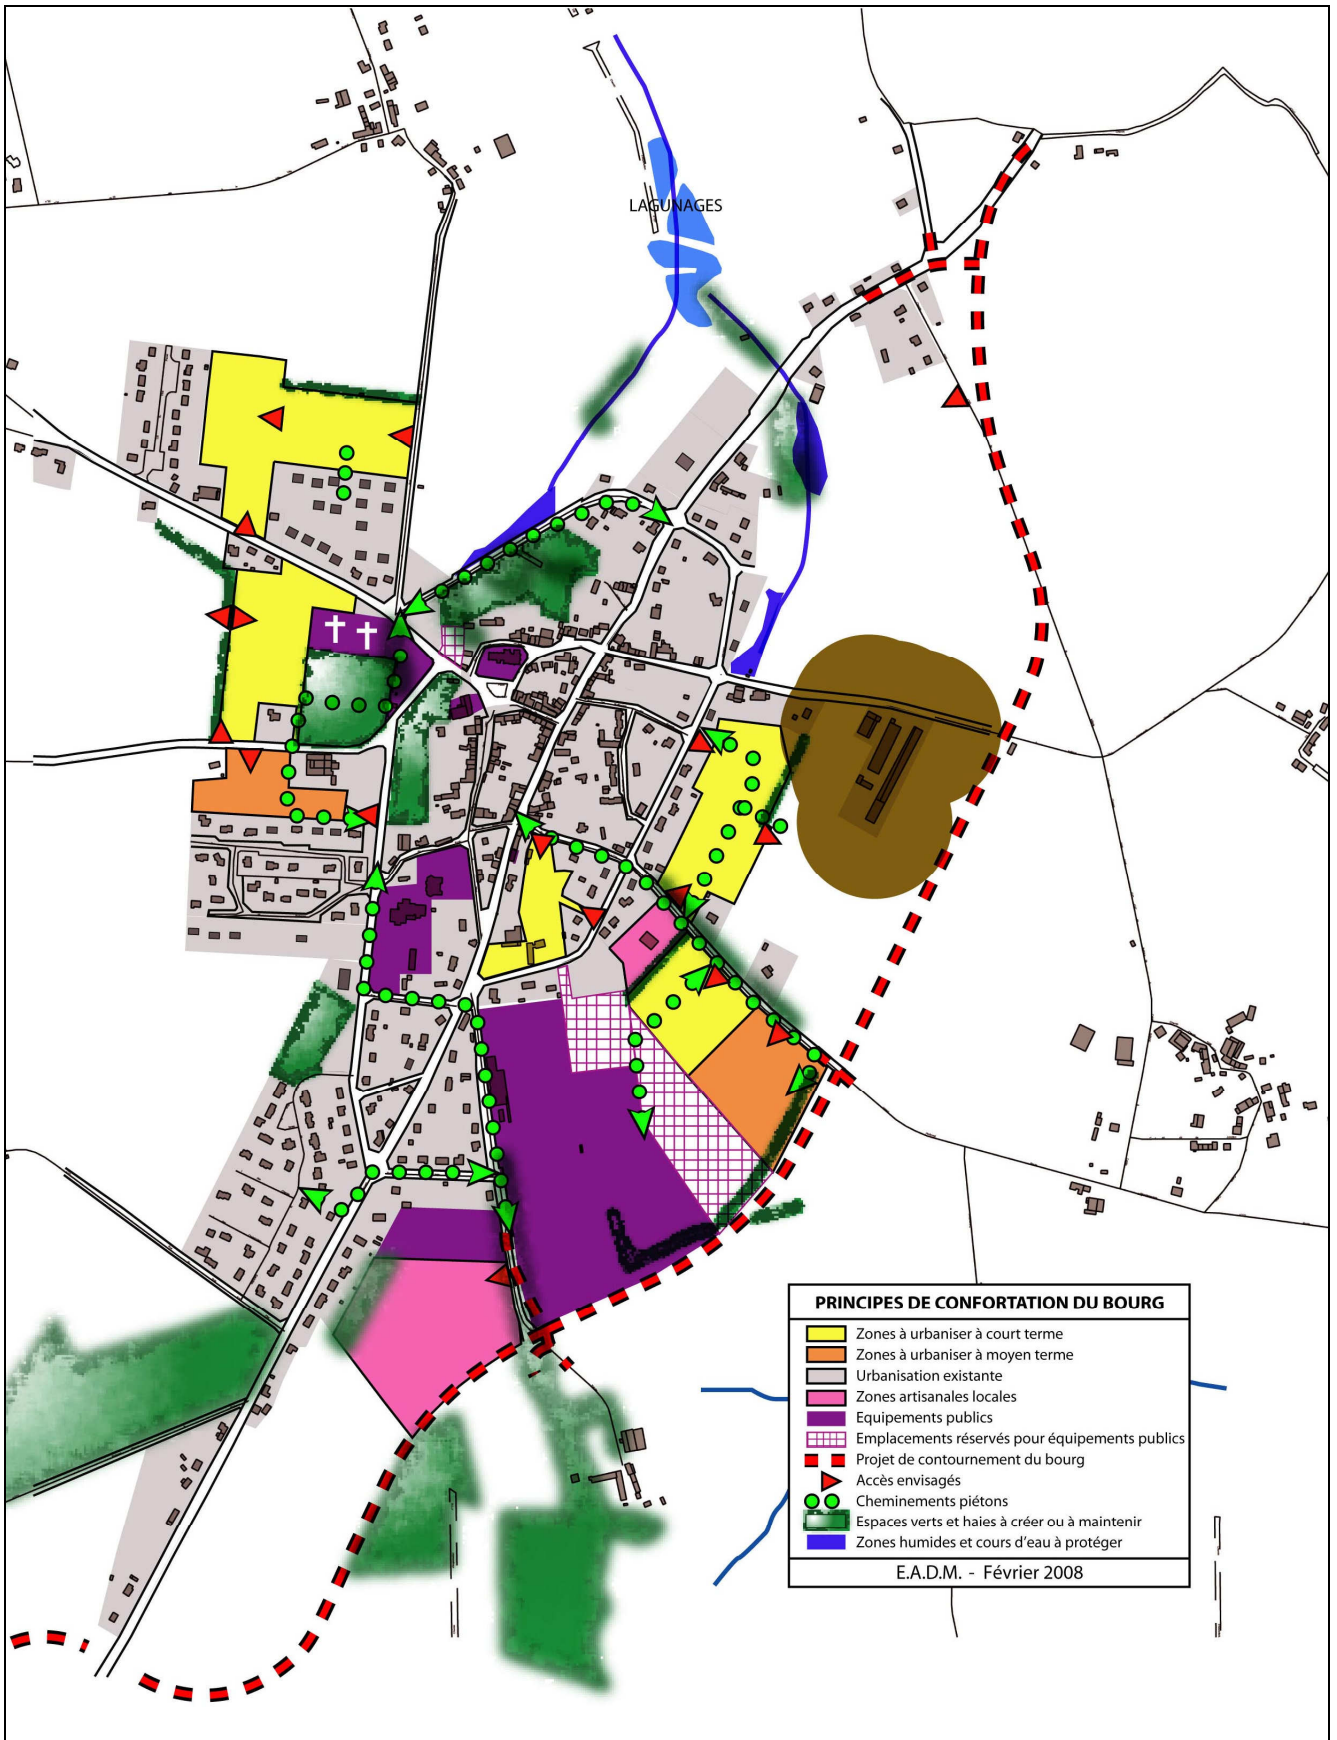 LAGUNAGES
PRINCIPES DE CONFORTATION DU BOURG
Zones à urbaniser à court terme
Zones à urbaniser à moyen terme
Urbanisation existante
Zones artisanales locales
Equipements publics
Emplacements réservés pour équipements publics
Projet de contournement du bourg
Accès envisagés
Cheminements piétons
Espaces verts et haies à créer ou à maintenir
Zones humides et cours d'eau à protéger
E.A.D.M. - Février 2008